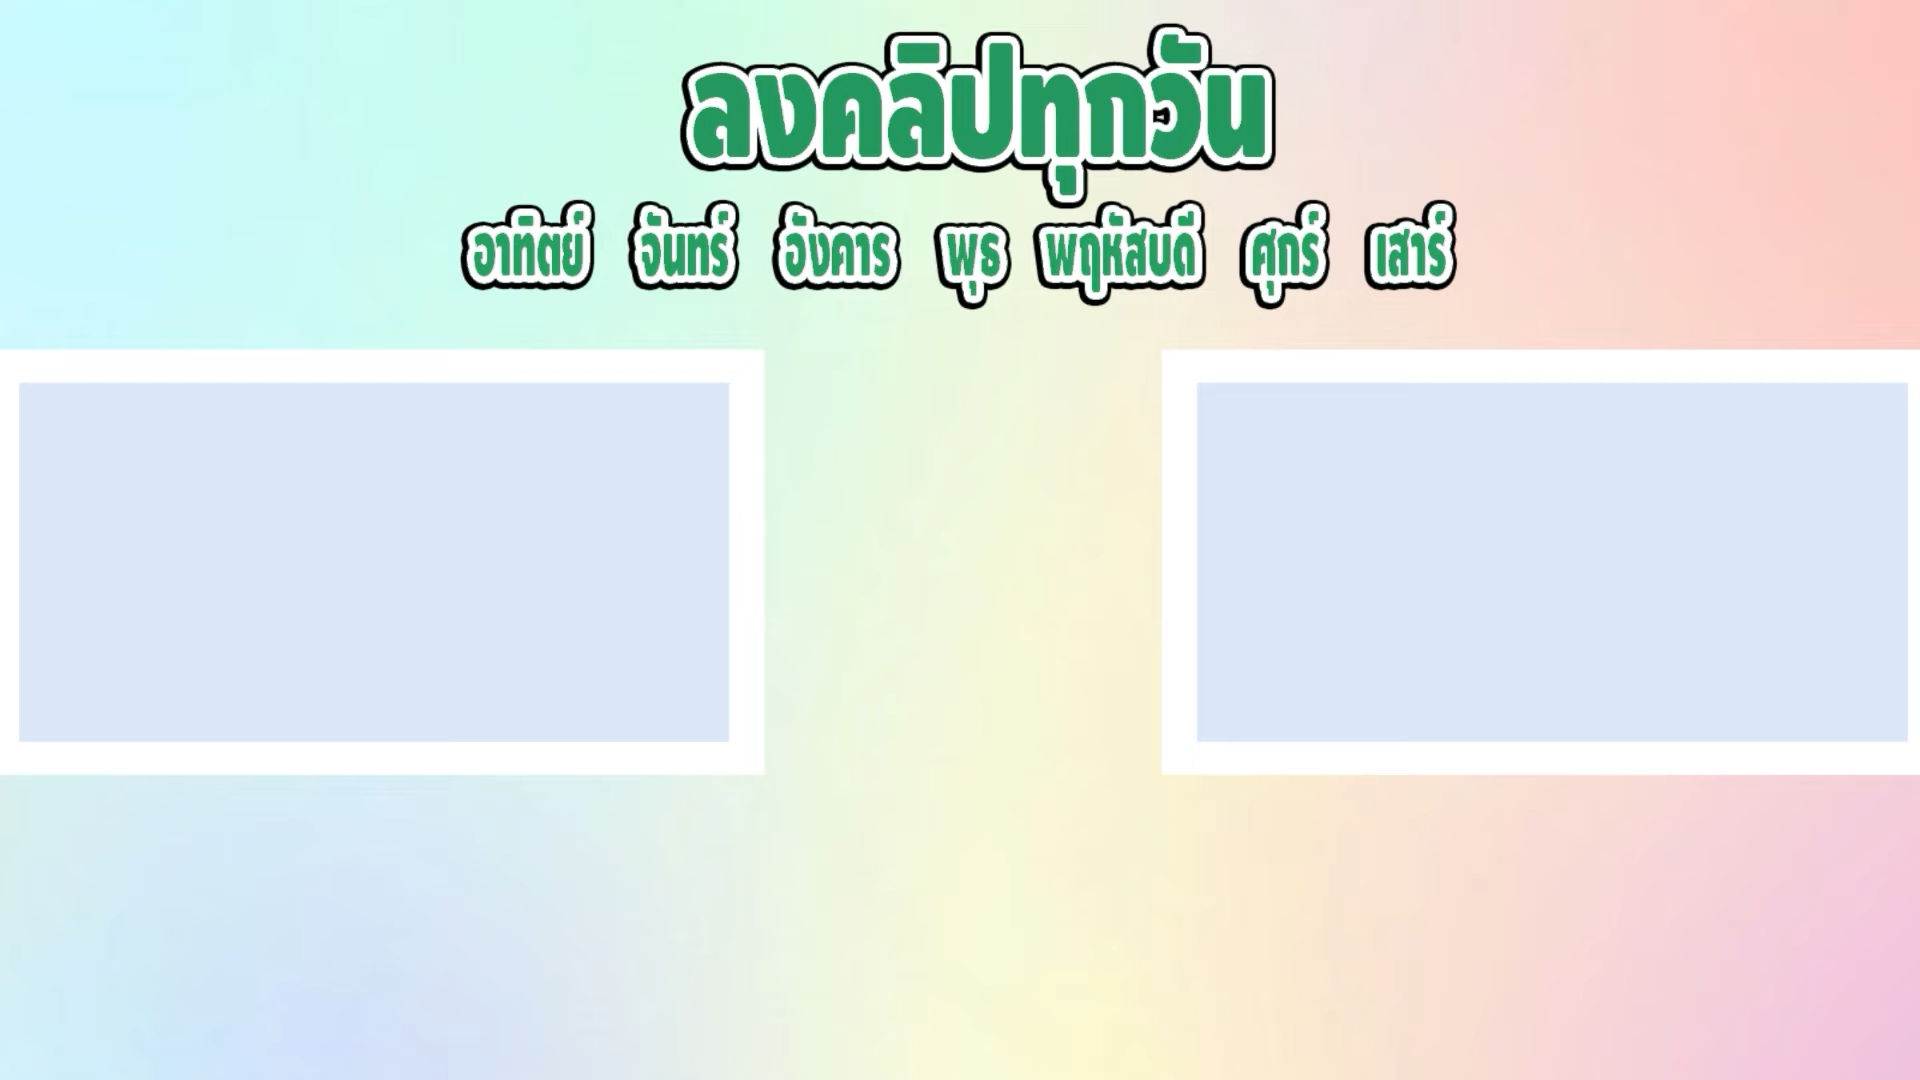 ลงคลิปทุกวัน
อาทิตย์ จันทร์ อังคาร พุธ พฤหัสบดี ศุกร์ เสาร์